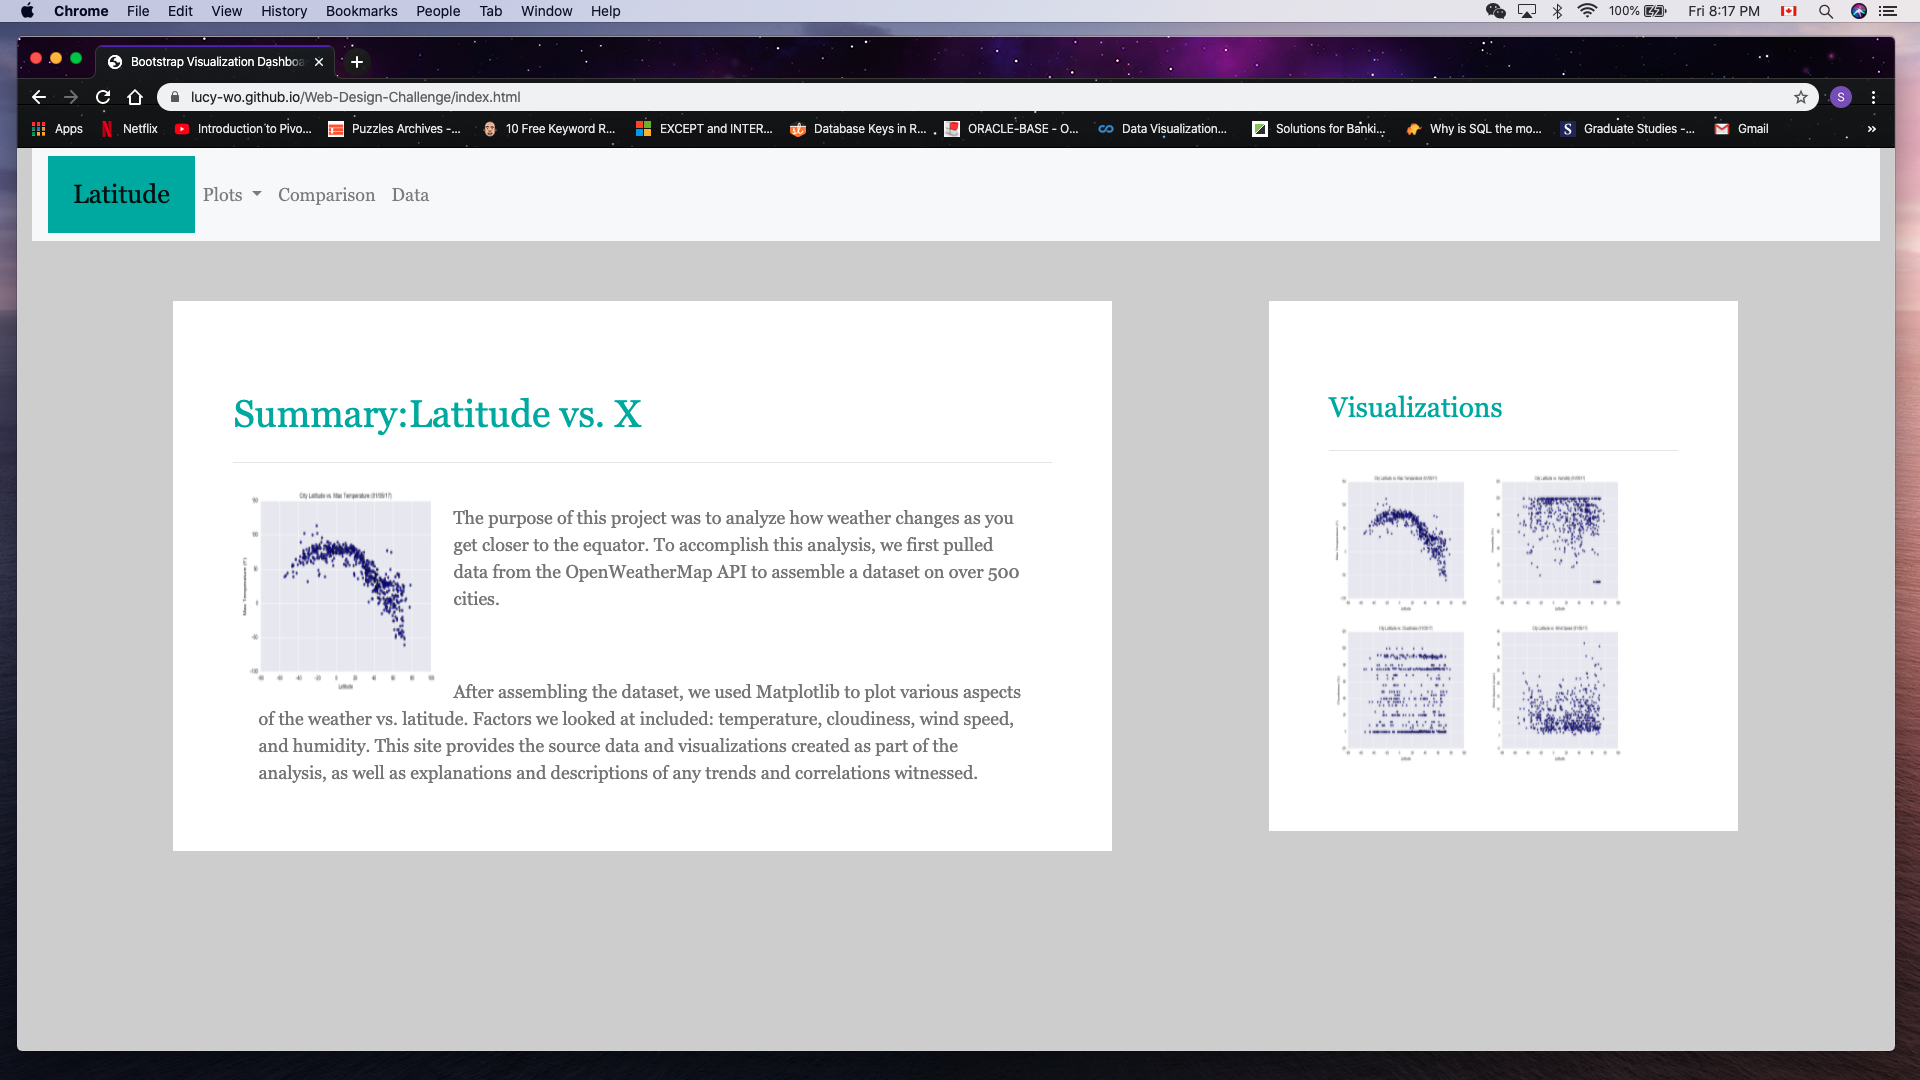 Chrome File Edit View History Bookmarks People Tab Window Help 100% Fri 8:17 PM
Bootstrap Visualization Dashboa
lucy-wo.github.io/Web-Design-Challenge/index.html S
Apps Netflix Introduction to Pivo... Puzzles Archives -... 10 Free Keyword R... EXCEPT and INTER... Database Keys in R... ORACLE-BASE - O... Data Visualization... Solutions for Banki... Why is SQL the mo... S Graduate Studies -... Gmail »
Latitude Plots Comparison Data
Summary:Latitude vs. X
City Latitude vs. Max Temperature (01/09/17)
Max Temperature (F)
Latitude
The purpose of this project was to analyze how weather changes as you
get closer to the equator. To accomplish this analysis, we first pulled
data from the OpenWeatherMap API to assemble a dataset on over 500
cities.
After assembling the dataset, we used Matplotlib to plot various aspects
of the weather vs. latitude. Factors we looked at included: temperature, cloudiness, wind speed,
and humidity. This site provides the source data and visualizations created as part of the
analysis, as well as explanations and descriptions of any trends and correlations witnessed.
Visualizations